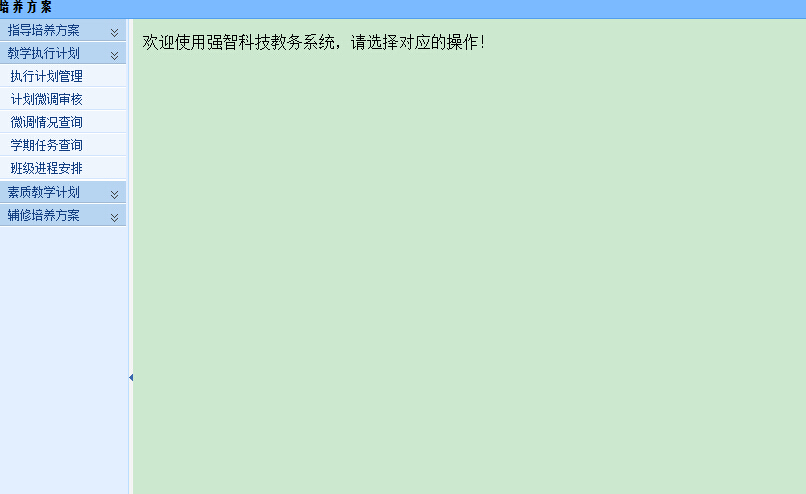 培养方案
指导培养方案
教学执行计划
执行计划管理
计划微调审核
微调情况查询
学期任务查询
班级进程安排
素质教学计划
辅修培养方案
欢迎使用强智科技教务系统，请选择对应的操作！